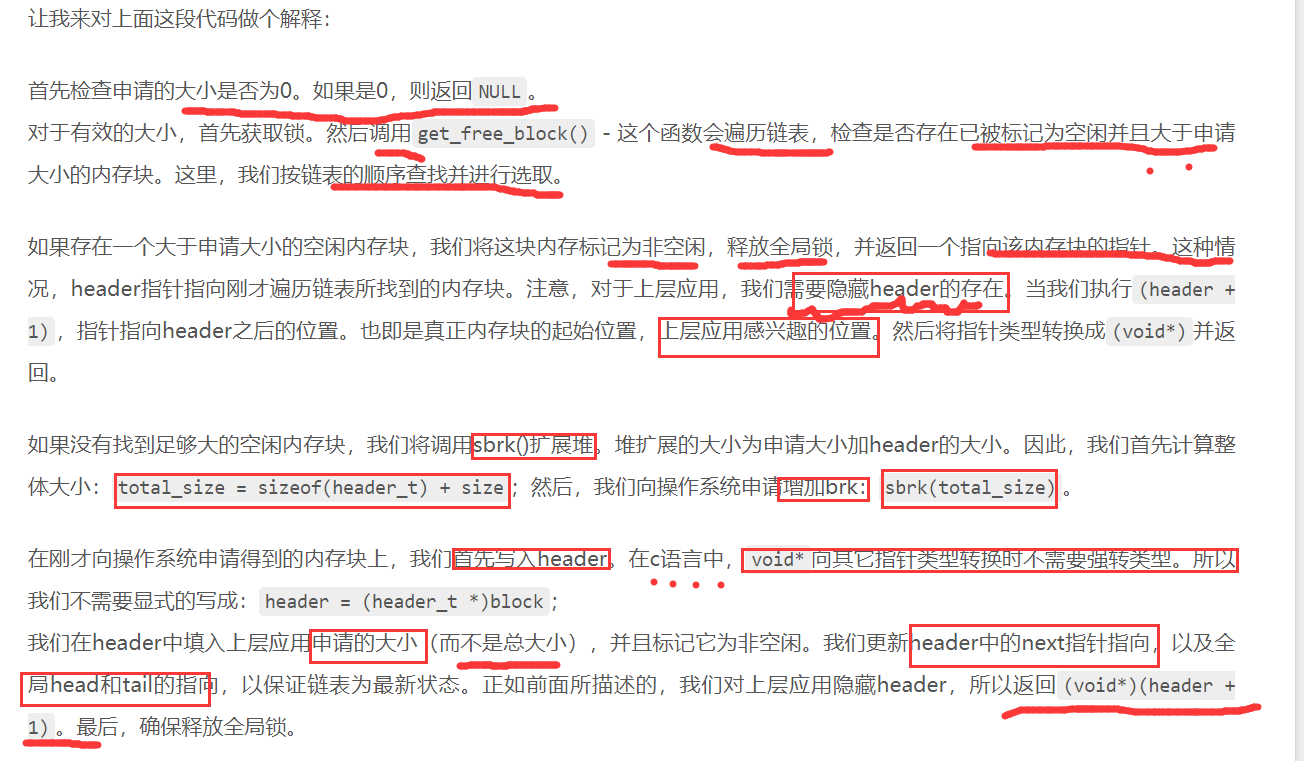 让我来对上面这段代码做个解释：
首先检查申请的大小是否为0。如果是0，则返回 NULL 。
对于有效的大小，首先获取锁。然后调用 get_free_block() - 这个函数会遍历链表，检查是否存在已被标记为空闲并且大于申请
大小的内存块。这里，我们按链表的顺序查找并进行选取。
如果存在一个大于申请大小的空闲内存块，我们将这块内存标记为非空闲，释放全局锁，并返回一个指向该内存块的指针。这种情
况，header指针指向刚才遍历链表所找到的内存块。注意，对于上层应用，我们需要隐藏header的存在。当我们执行 (header +
1) ，指针指向header之后的位置。也即是真正内存块的起始位置，上层应用感兴趣的位置。然后将指针类型转换成 (void*) 并返
回。
如果没有找到足够大的空闲内存块，我们将调用sbrk()扩展堆。堆扩展的大小为申请大小加header的大小。因此，我们首先计算整
体大小： total_size = sizeof(header_t) + size ；然后，我们向操作系统申请增加brk： sbrk(total_size) 。
在刚才向操作系统申请得到的内存块上，我们首先写入header。在c语言中， void* 向其它指针类型转换时不需要强转类型。所以
我们不需要显式的写成： header = (header_t *)block ；
我们在header中填入上层应用申请的大小（而不是总大小），并且标记它为非空闲。我们更新header中的next指针指向，以及全
局head和tail的指向，以保证链表为最新状态。正如前面所描述的，我们对上层应用隐藏header，所以返回 (void*)(header +
1) 。最后，确保释放全局锁。